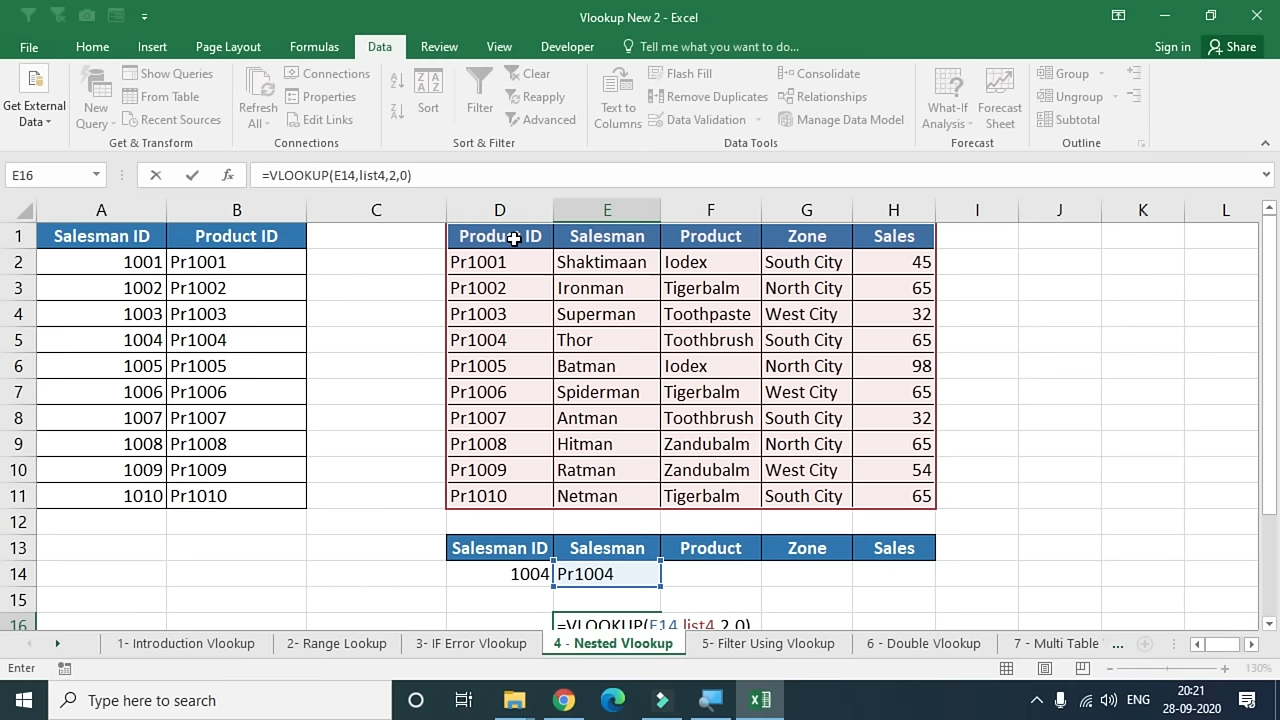 Vlookup New 2 - Excel
File Home Insert Page Layout Formulas Data Review View Developer Tell me what you want to do... Sign in Share
Get External Data
New Query
Show Queries
From Table
Recent Sources
Get & Transform
Refresh All
Connections
Properties
Edit Links
Connections
Sort
Filter
Clear
Reapply
Advanced
Sort & Filter
Text to Columns
Flash Fill
Remove Duplicates
Data Validation
Consolidate
Relationships
Manage Data Model
Data Tools
What-If Analysis
Forecast Sheet
Forecast
Group
Ungroup
Subtotal
Outline
E16 fx =VLOOKUP(E14,list4,2,0)
A B C D E F G H I J K L
1 Salesman ID Product ID Product ID Salesman Product Zone Sales
2 1001 Pr1001 Pr1001 Shaktimaan Iodex South City 45
3 1002 Pr1002 Pr1002 Ironman Tigerbalm North City 65
4 1003 Pr1003 Pr1003 Superman Toothpaste West City 32
5 1004 Pr1004 Pr1004 Thor Toothbrush South City 65
6 1005 Pr1005 Pr1005 Batman Iodex North City 98
7 1006 Pr1006 Pr1006 Spiderman Tigerbalm West City 65
8 1007 Pr1007 Pr1007 Antman Toothbrush South City 32
9 1008 Pr1008 Pr1008 Hitman Zandubalm North City 65
10 1009 Pr1009 Pr1009 Ratman Zandubalm West City 54
11 1010 Pr1010 Pr1010 Netman Tigerbalm South City 65
12
13 Salesman ID Salesman Product Zone Sales
14 1004 Pr1004
15
16 =VLOOKUP(E14,list4,2,0)
1- Introduction Vlookup 2- Range Lookup 3- IF Error Vlookup 4 - Nested Vlookup 5- Filter Using Vlookup 6 - Double Vlookup 7 - Multi Table ...
Enter 130%
Type here to search ENG 20:21
28-09-2020